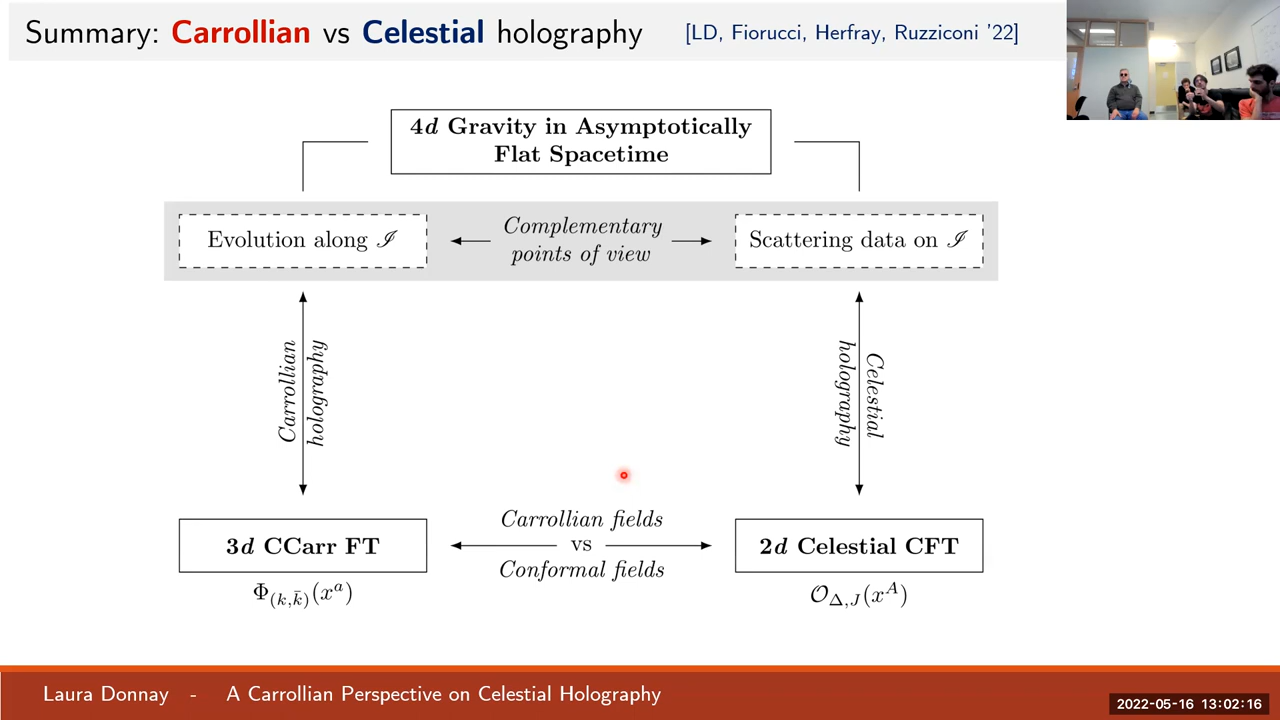 Summary: Carrollian vs Celestial holography [LD, Fiorucci, Herfray, Ruzziconi '22]
4d Gravity in Asymptotically
Flat Spacetime
Evolution along ℐ
Complementary
points of view
Scattering data on ℐ
Carrollian
holography
Celestial
holography
3d CCarr FT
Carrollian fields
vs
Conformal fields
2d Celestial CFT
Φ(k,k̄)(xᵃ)
𝒪Δ,J(xᴬ)
Laura Donnay - A Carrollian Perspective on Celestial Holography
2022-05-16 13:02:16